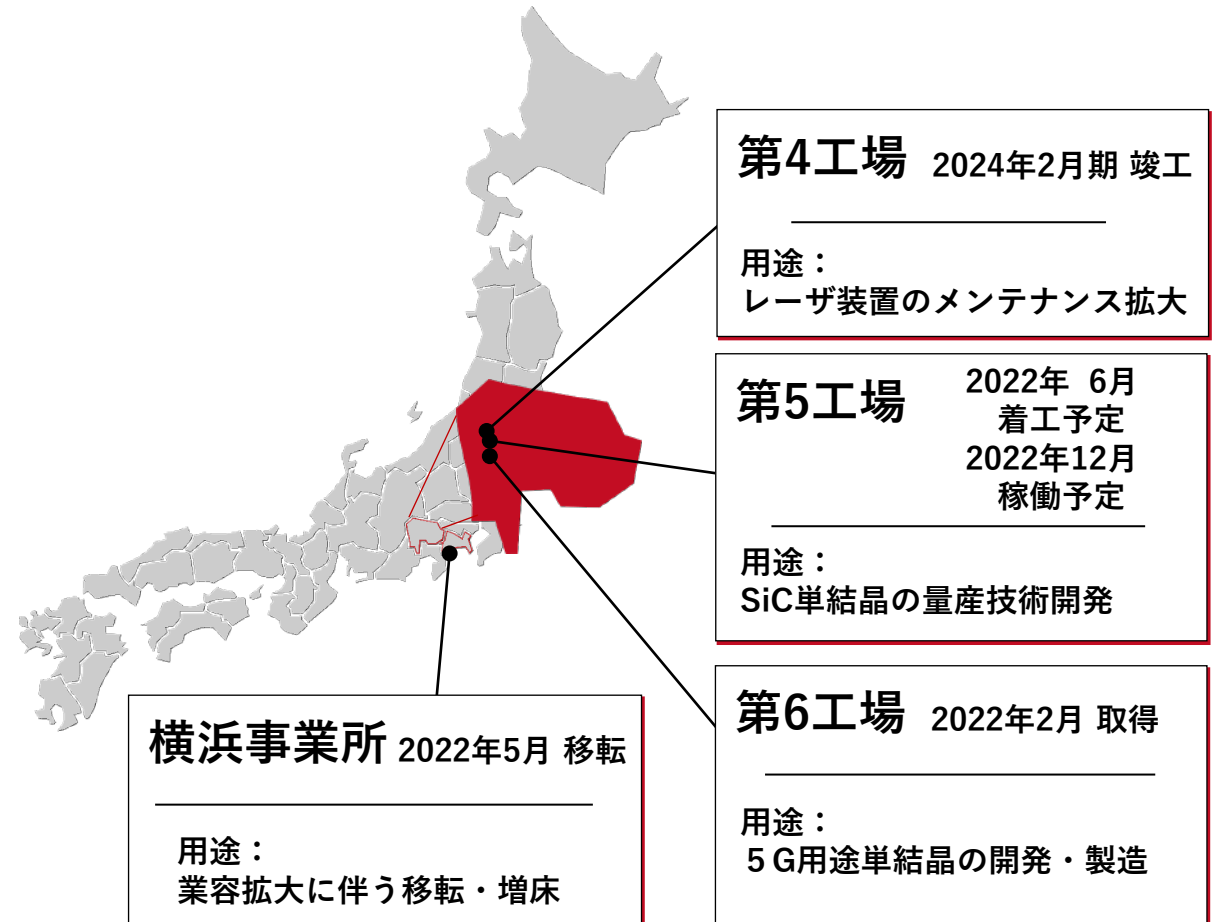 第4工場 2024年2月期 竣工
用途：
レーザ装置のメンテナンス拡大
第5工場
2022年 6月
着工予定
2022年12月
稼働予定
用途：
SiC単結晶の量産技術開発
第6工場 2022年2月 取得
用途：
５G用途単結晶の開発・製造
横浜事業所 2022年5月 移転
用途：
業容拡大に伴う移転・増床